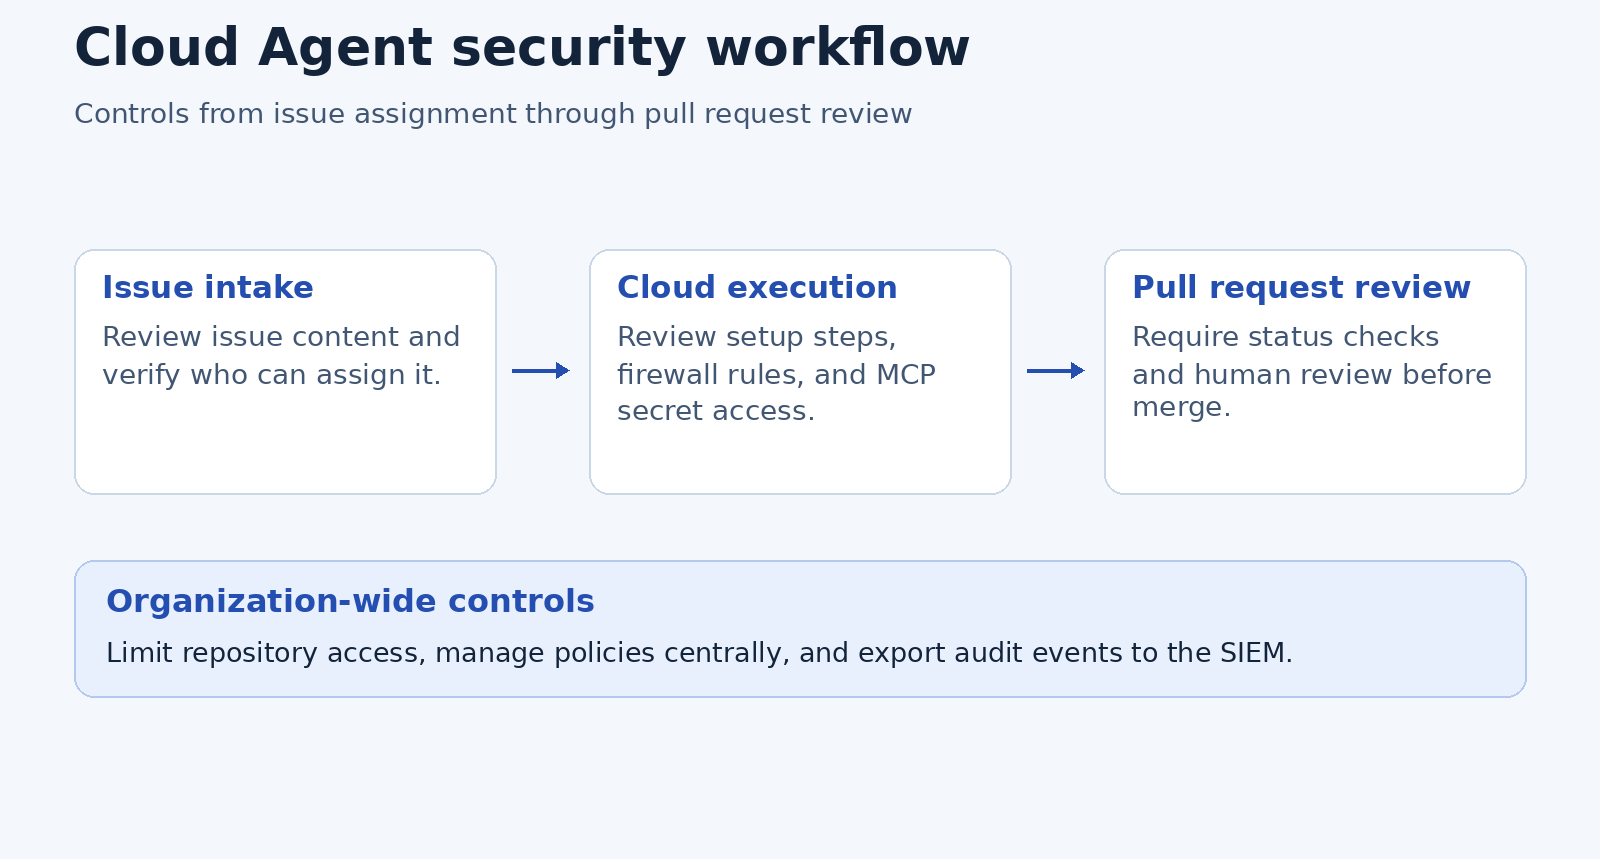 Cloud Agent security workflow
Controls from issue assignment through pull request review
Issue intake
Review issue content and
verify who can assign it.
Cloud execution
Review setup steps,
firewall rules, and MCP
secret access.
Pull request review
Require status checks
and human review before
merge.
Organization-wide controls
Limit repository access, manage policies centrally, and export audit events to the SIEM.